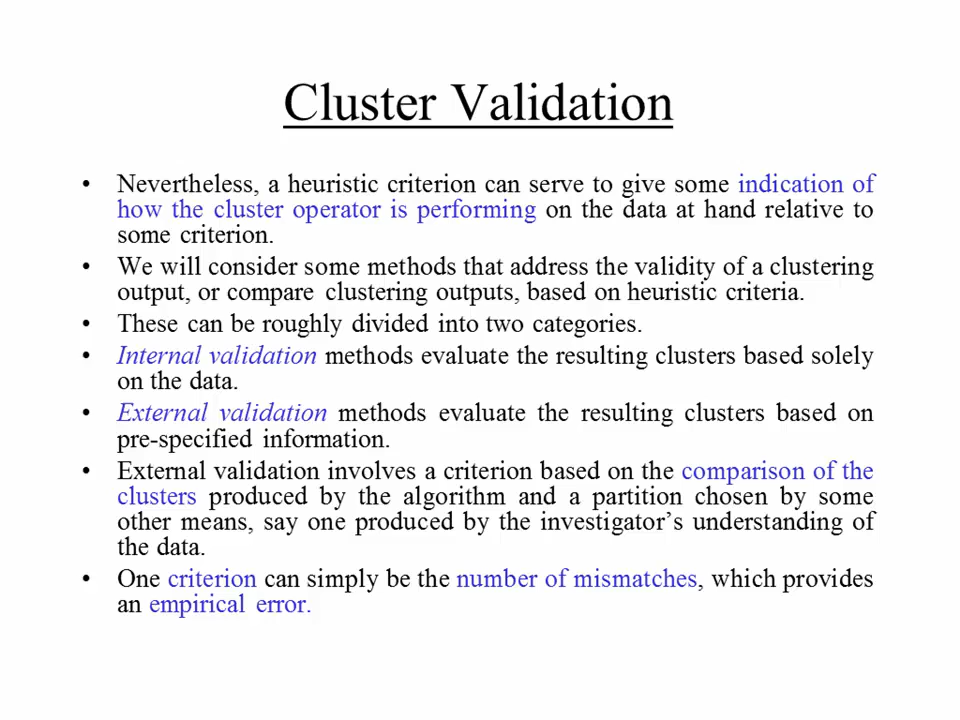 Cluster Validation
• Nevertheless, a heuristic criterion can serve to give some indication of
how the cluster operator is performing on the data at hand relative to
some criterion.
• We will consider some methods that address the validity of a clustering
output, or compare clustering outputs, based on heuristic criteria.
• These can be roughly divided into two categories.
• Internal validation methods evaluate the resulting clusters based solely
on the data.
• External validation methods evaluate the resulting clusters based on
pre-specified information.
• External validation involves a criterion based on the comparison of the
clusters produced by the algorithm and a partition chosen by some
other means, say one produced by the investigator’s understanding of
the data.
• One criterion can simply be the number of mismatches, which provides
an empirical error.